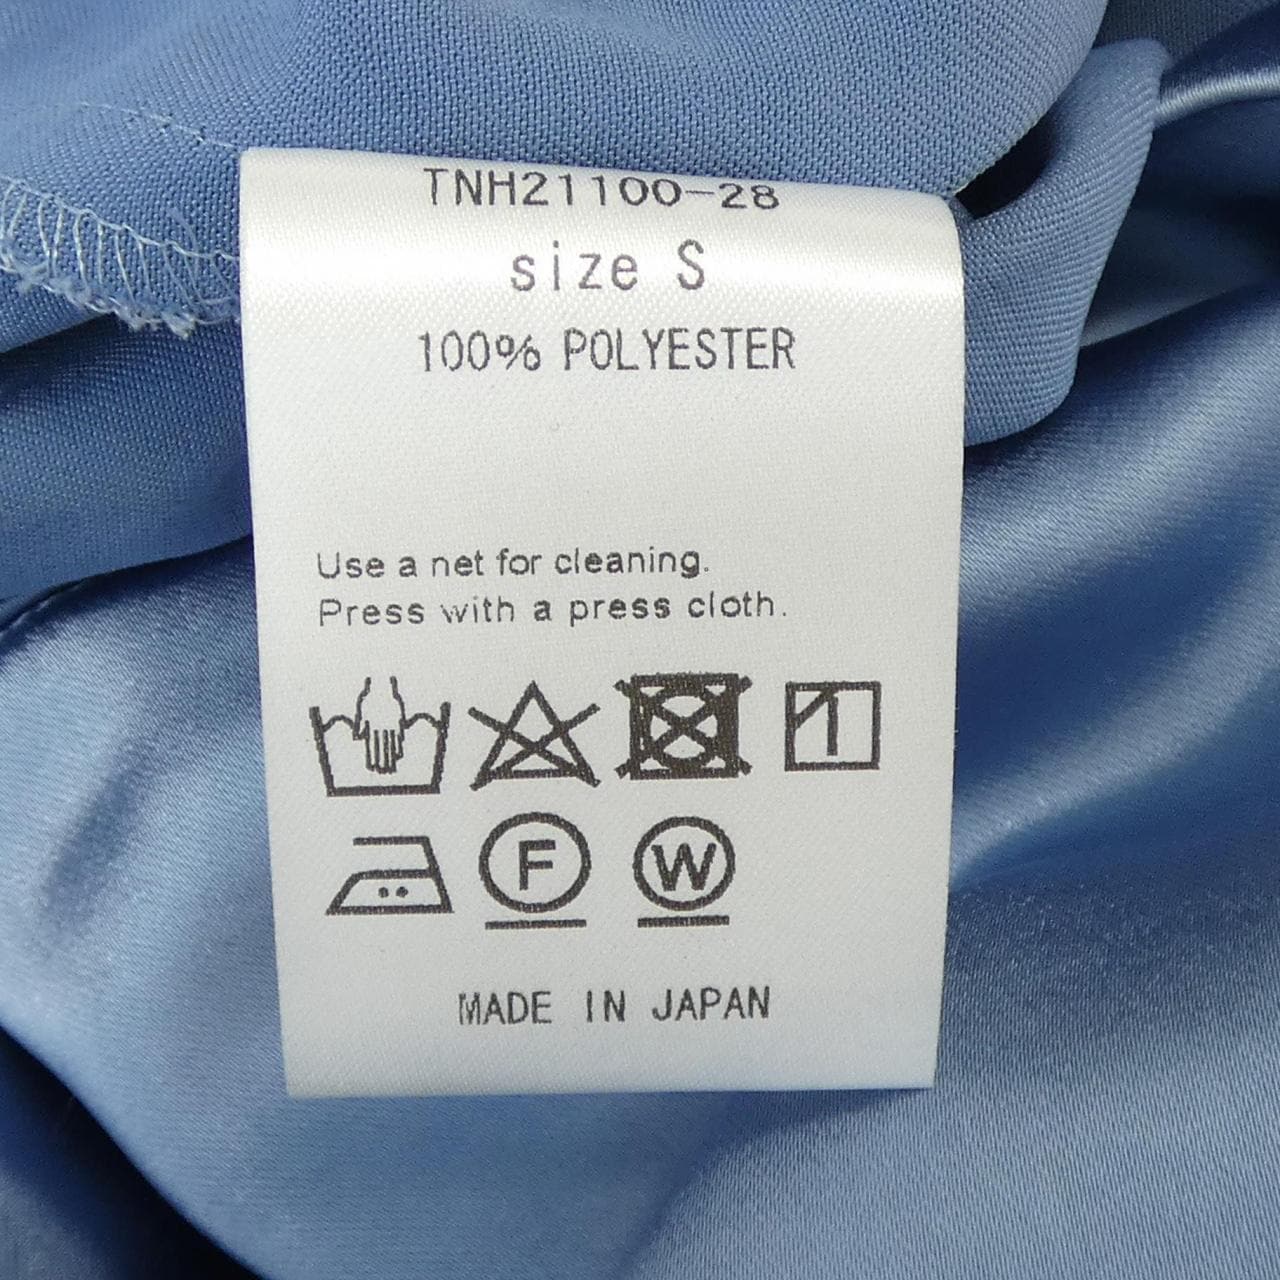 TNH21100-28
size S
100% POLYESTER
Use a net for cleaning.
Press with a press cloth.
F W
MADE IN JAPAN